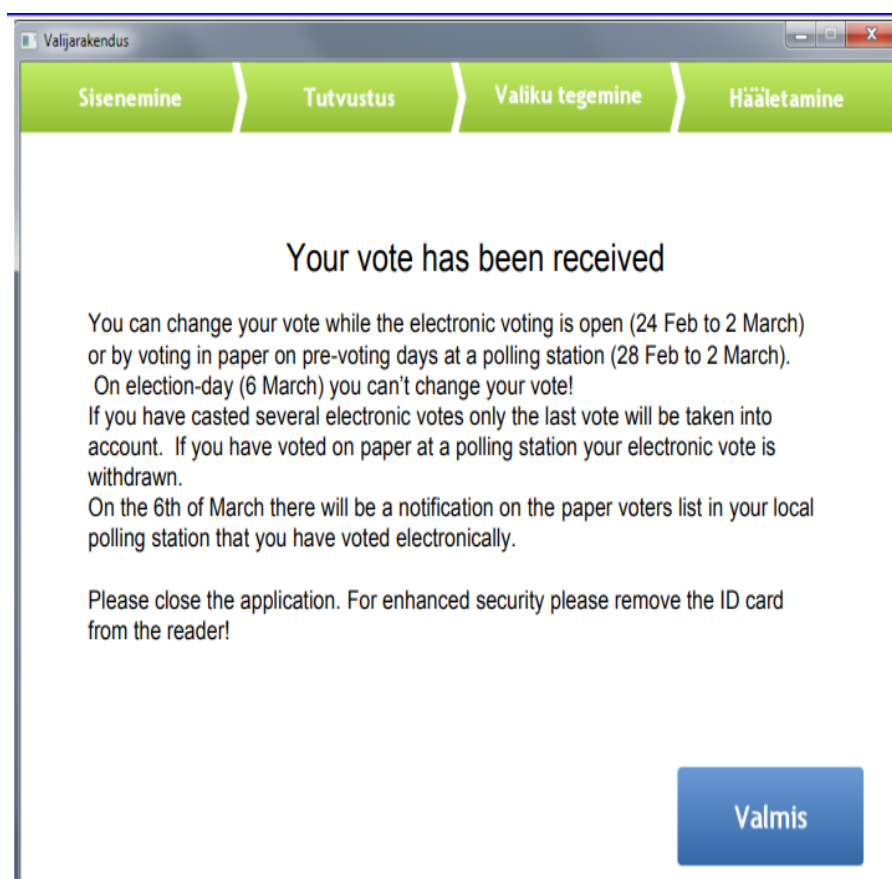 Valijarakendus
Sisenemine
Tutvustus
Valiku tegemine
Hääletamine
Your vote has been received
You can change your vote while the electronic voting is open (24 Feb to 2 March)
or by voting in paper on pre-voting days at a polling station (28 Feb to 2 March).
On election-day (6 March) you can't change your vote!
If you have casted several electronic votes only the last vote will be taken into
account. If you have voted on paper at a polling station your electronic vote is
withdrawn.
On the 6th of March there will be a notification on the paper voters list in your local
polling station that you have voted electronically.
Please close the application. For enhanced security please remove the ID card
from the reader!
Valmis